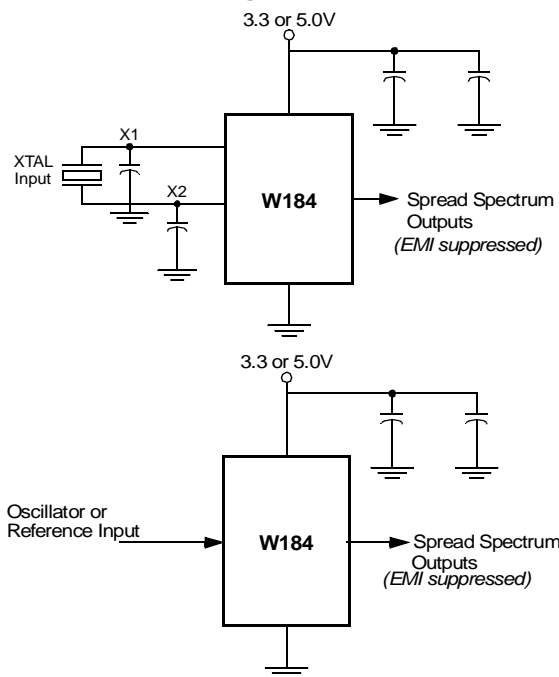 3.3 or 5.0V
X1
XTAL
Input
X2
W184
Spread Spectrum
Outputs
(EMI suppressed)
3.3 or 5.0V
Oscillator or
Reference Input
W184
Spread Spectrum
Outputs
(EMI suppressed)